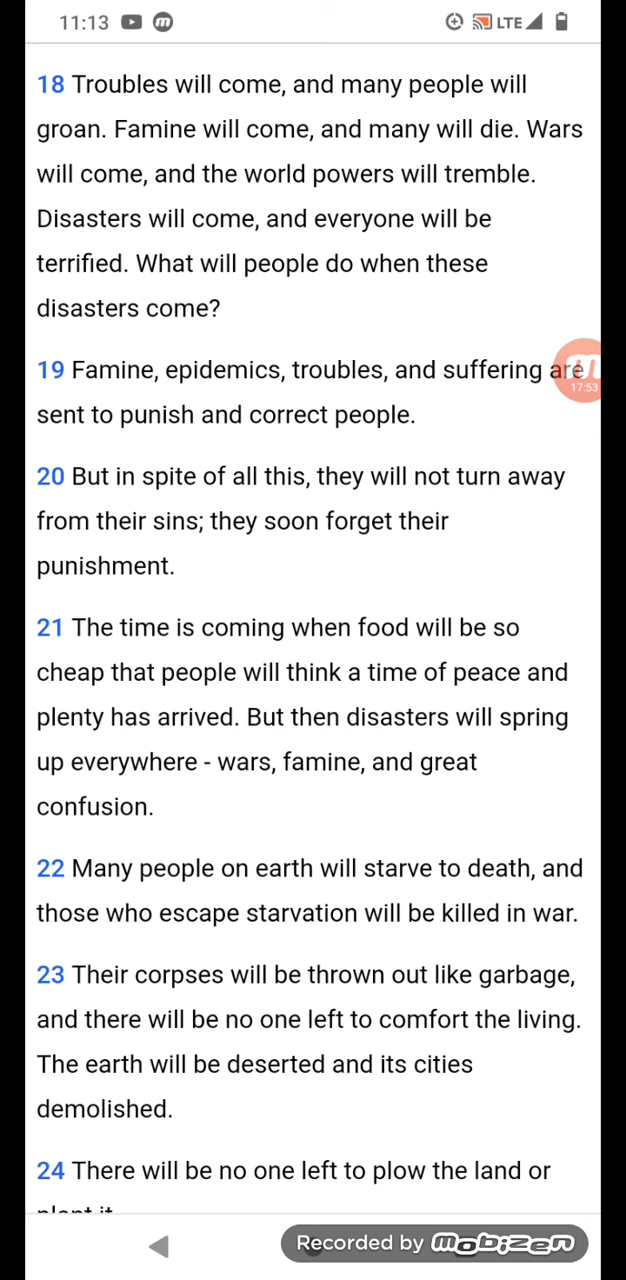 11:13 m LTE
18 Troubles will come, and many people will
groan. Famine will come, and many will die. Wars
will come, and the world powers will tremble.
Disasters will come, and everyone will be
terrified. What will people do when these
disasters come?
19 Famine, epidemics, troubles, and suffering are
m
17:53
sent to punish and correct people.
20 But in spite of all this, they will not turn away
from their sins; they soon forget their
punishment.
21 The time is coming when food will be so
cheap that people will think a time of peace and
plenty has arrived. But then disasters will spring
up everywhere - wars, famine, and great
confusion.
22 Many people on earth will starve to death, and
those who escape starvation will be killed in war.
23 Their corpses will be thrown out like garbage,
and there will be no one left to comfort the living.
The earth will be deserted and its cities
demolished.
24 There will be no one left to plow the land or
plant it
Recorded by mobizen